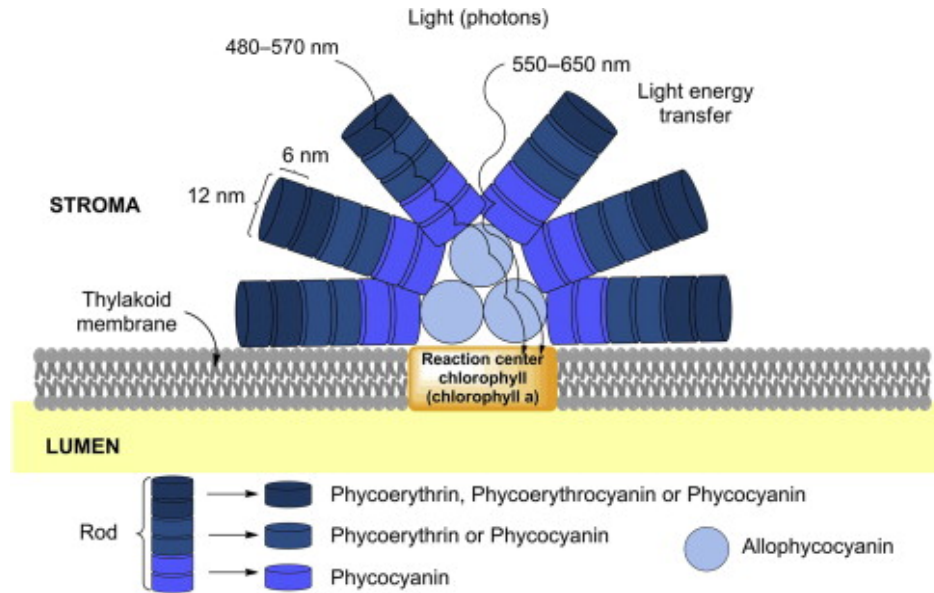 Light (photons)
480–570 nm
550–650 nm
Light energy
transfer
6 nm
12 nm
STROMA
Thylakoid
membrane
Reaction center
chlorophyll
(chlorophyll a)
LUMEN
Rod
Phycoerythrin, Phycoerythrocyanin or Phycocyanin
Phycoerythrin or Phycocyanin
Phycocyanin
Allophycocyanin